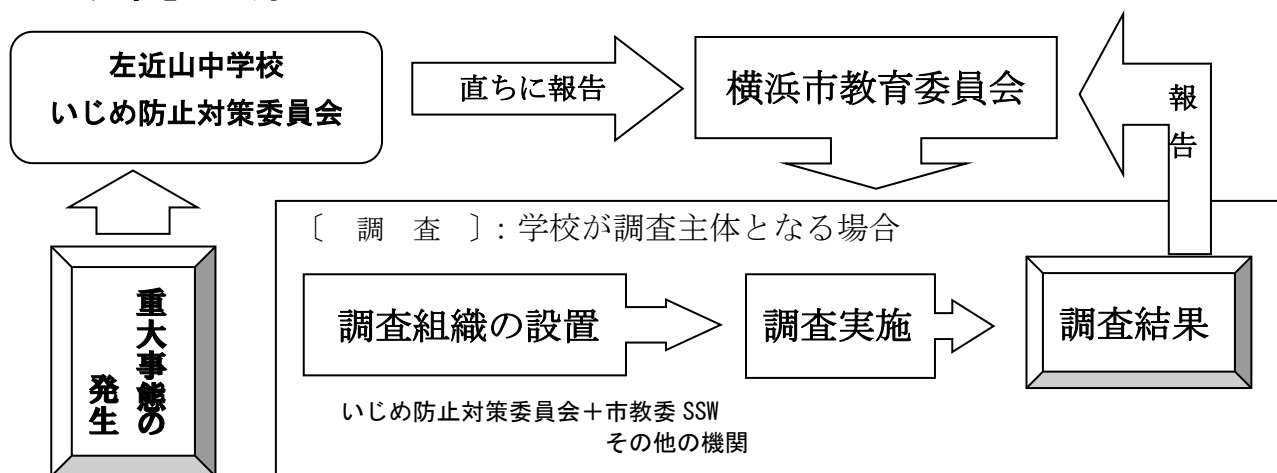 左近山中学校
いじめ防止対策委員会
直ちに報告
横浜市教育委員会
報告
重大事態の
発生
〔 調 査 〕：学校が調査主体となる場合
調査組織の設置
調査実施
調査結果
いじめ防止対策委員会＋市教委 SSW
その他の機関